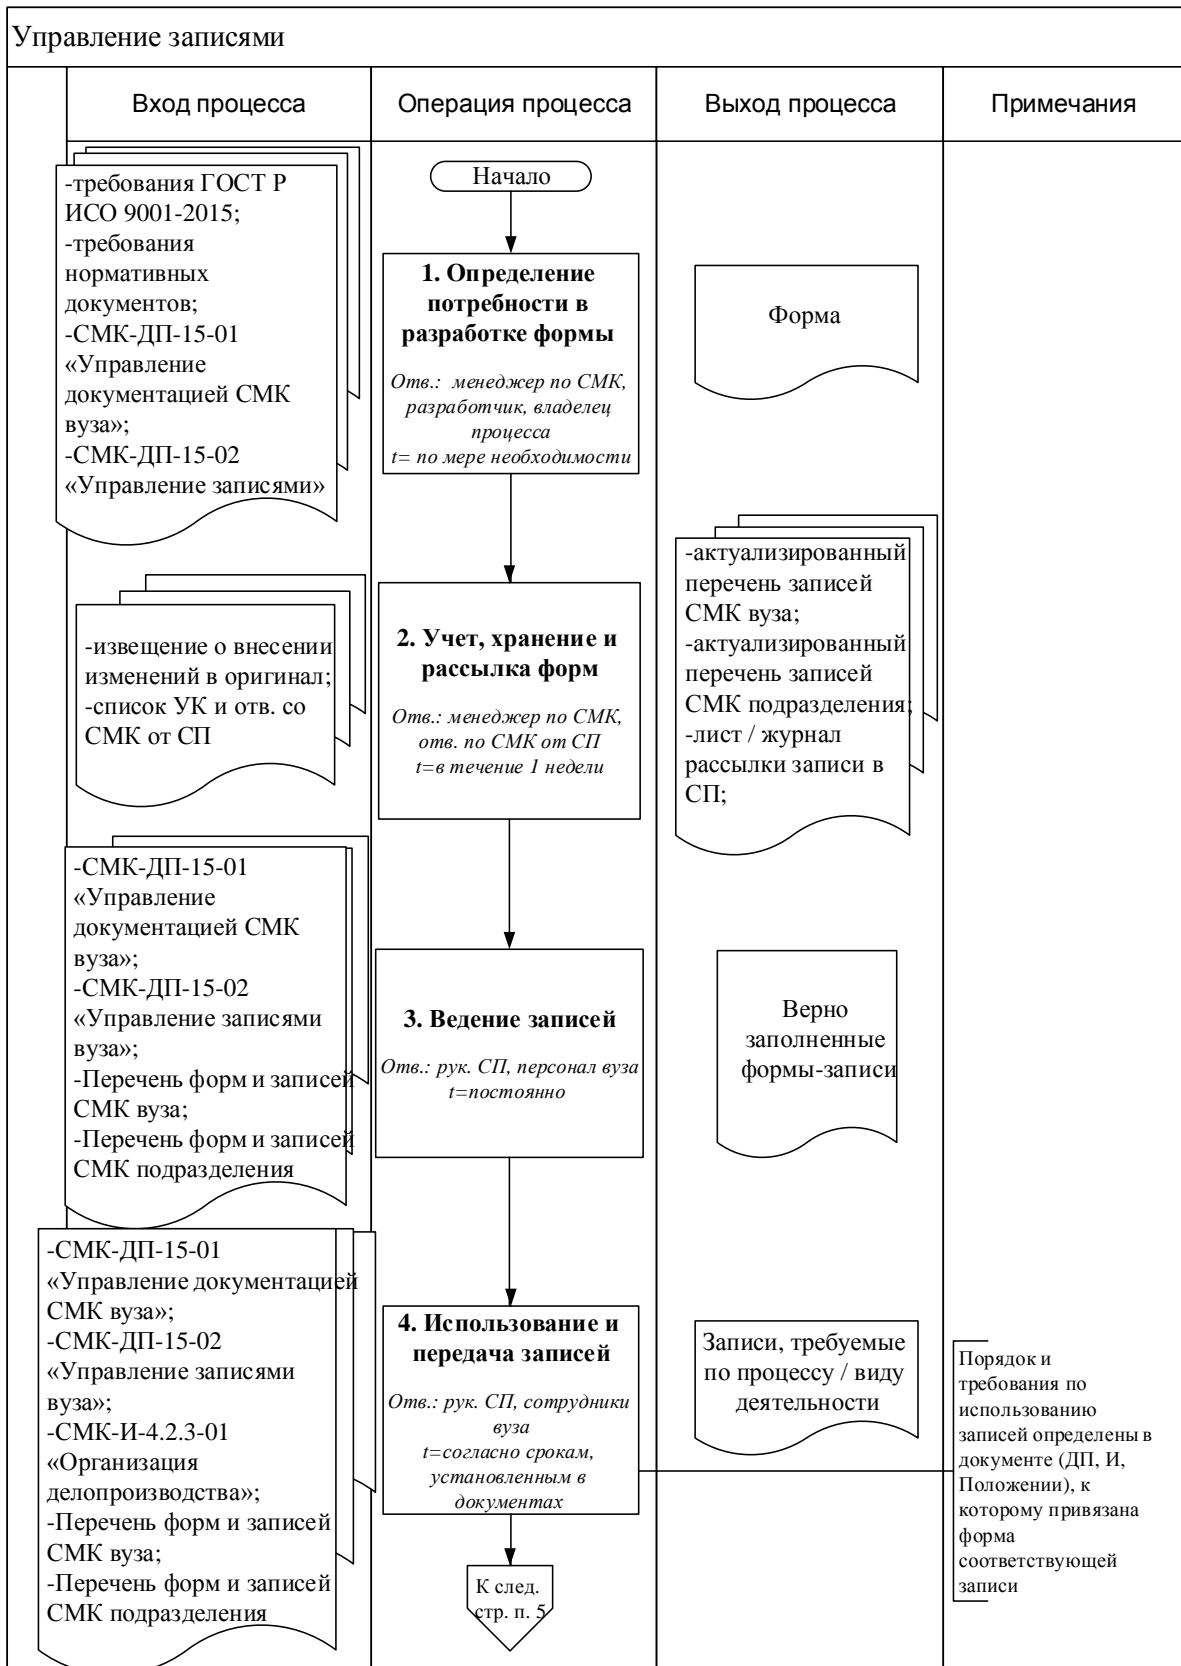 Управление записями
Вход процесса
Операция процесса
Выход процесса
Примечания
-требования ГОСТ Р
ИСО 9001-2015;
-требования
нормативных
документов;
-СМК-ДП-15-01
«Управление
документацией СМК
вуза»;
-СМК-ДП-15-02
«Управление записями»
Начало
1. Определение
потребности в
разработке формы
Отв.: менеджер по СМК,
разработчик, владелец
процесса
t= по мере необходимости
Форма
-извещение о внесении
изменений в оригинал;
-список УК и отв. со
СМК от СП
2. Учет, хранение и
рассылка форм
Отв.: менеджер по СМК,
отв. по СМК от СП
t=в течение 1 недели
-актуализированный
перечень записей
СМК вуза;
-актуализированный
перечень записей
СМК подразделения;
-лист / журнал
рассылки записи в
СП;
-СМК-ДП-15-01
«Управление
документацией СМК
вуза»;
-СМК-ДП-15-02
«Управление записями
вуза»;
-Перечень форм и записей
СМК вуза;
-Перечень форм и записей
СМК подразделения
3. Ведение записей
Отв.: рук. СП, персонал вуза
t=постоянно
Верно
заполненные
формы-записи
-СМК-ДП-15-01
«Управление документацией
СМК вуза»;
-СМК-ДП-15-02
«Управление записями
вуза»;
-СМК-И-4.2.3-01
«Организация
делопроизводства»;
-Перечень форм и записей
СМК вуза;
-Перечень форм и записей
СМК подразделения
4. Использование и
передача записей
Отв.: рук. СП, сотрудники
вуза
t=согласно срокам,
установленным в
документах
К след.
стр. п. 5
Записи, требуемые
по процессу / виду
деятельности
Порядок и
требования по
использованию
записей определены в
документе (ДП, И,
Положении), к
которому привязана
форма
соответствующей
записи